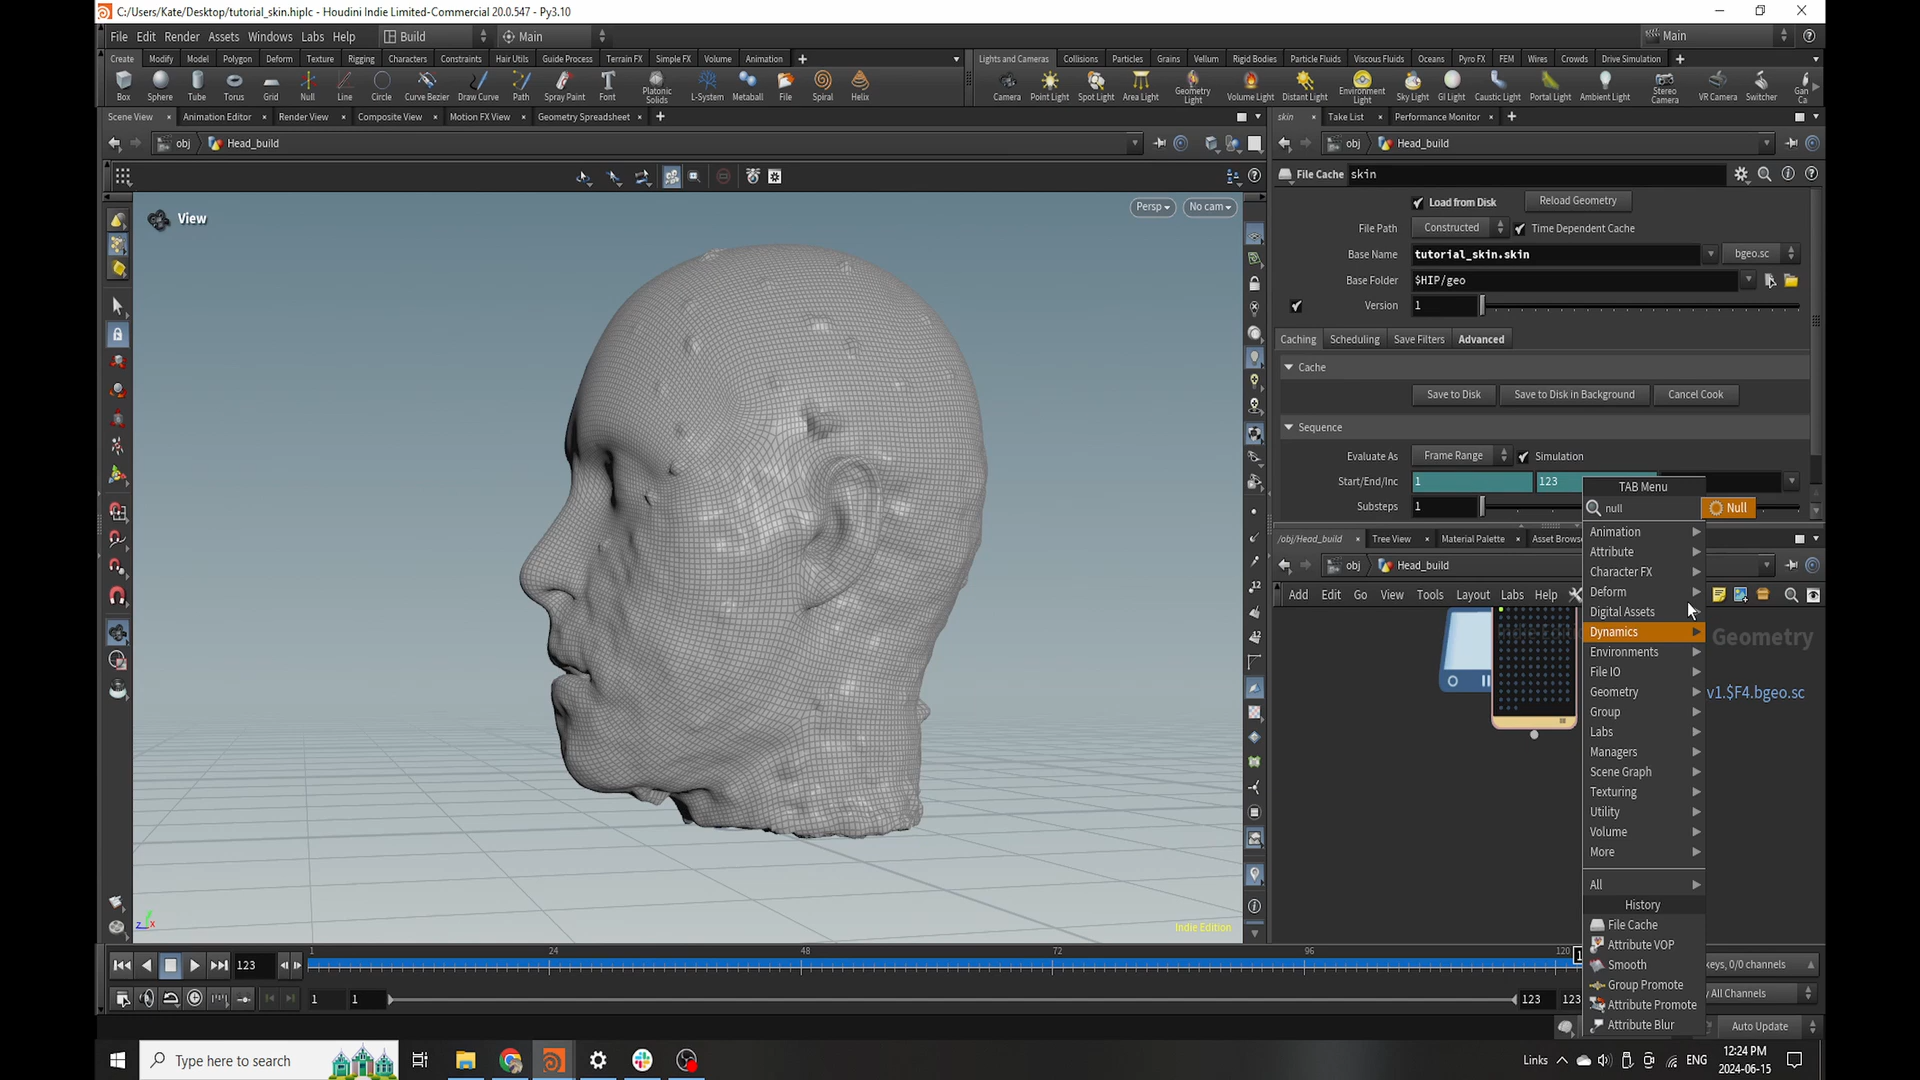 C:/Users/Kate/Desktop/tutorial_skin.hiplc - Houdini Indie Limited-Commercial 20.0.547 - Py3.10
File Edit Render Assets Windows Labs Help Build Main Main
Create Modify Model Polygon Deform Texture Rigging Characters Constraints Hair Utils Guide Process Terrain FX Simple FX Volume Animation
Lights and Cameras Collisions Particles Grains Vellum Rigid Bodies Particle Fluids Viscous Fluids Oceans Pyro FX FEM Wires Crowds Drive Simulation
Box Sphere Tube Torus Grid Null Line Circle Curve Bezier Draw Curve Path Spray Paint Font Platonic Solids L-System Metaball File Spiral Helix
Camera Point Light Spot Light Area Light Geometry Light Volume Light Distant Light Environment Light Sky Light GI Light Caustic Light Portal Light Ambient Light Stereo Camera VR Camera Switcher Gan Ca
Scene View Animation Editor Render View Composite View Motion FX View Geometry Spreadsheet
skin Take List Performance Monitor
obj Head_build
obj Head_build
File Cache skin
View
Persp No cam
Load from Disk Reload Geometry
File Path Constructed Time Dependent Cache
Base Name tutorial_skin.skin bgeo.sc
Base Folder $HIP/geo
Version 1
Caching Scheduling Save Filters Advanced
Cache
Save to Disk Save to Disk in Background Cancel Cook
Sequence
Evaluate As Frame Range Simulation
Start/End/Inc 1 123
Substeps 1
TAB Menu
null Null
Animation
Attribute
Character FX
Deform
Digital Assets
Dynamics
Environments
File IO
Geometry
Group
Labs
Managers
Scene Graph
Texturing
Utility
Volume
More
All
History
File Cache
Attribute VOP
Smooth
Group Promote
Attribute Promote
Attribute Blur
/obj/Head_build Tree View Material Palette Asset Brows
obj Head_build
Add Edit Go View Tools Layout Labs Help
Geometry
v1.$F4.bgeo.sc
12
12
z x
Indie Edition
1 24 48 72 96 120
123
keys, 0/0 channels
1 1 123 123
All Channels
Auto Update
Type here to search
Links ENG 12:24 PM
2024-06-15